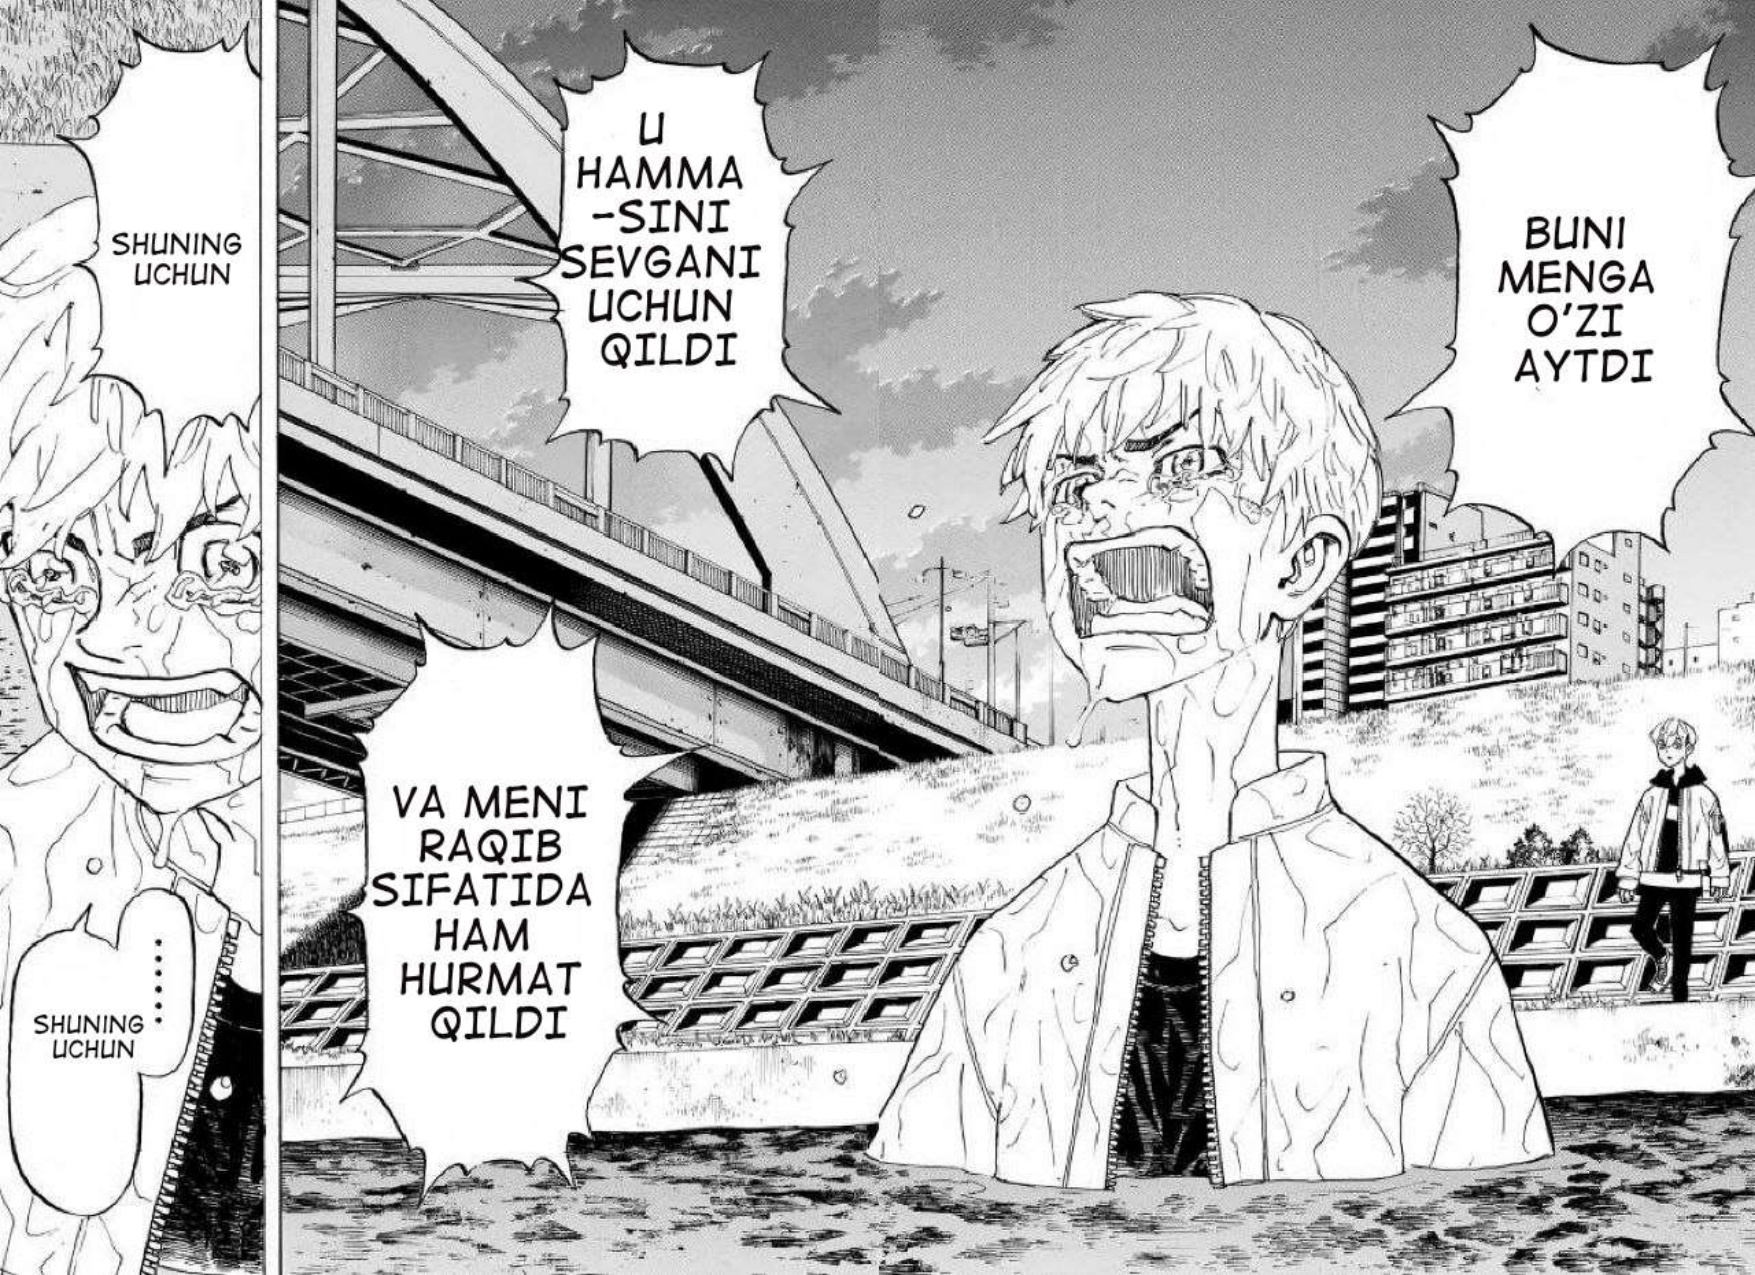 BUNI
MENGA
O'ZI
AYTDI
U
HAMMA
-SINI
SEVGANI
UCHUN
QILDI
VA MENI
RAQIB
SIFATIDA
HAM
HURMAT
QILDI
SHUNING
UCHUN
.......
SHUNING
UCHUN